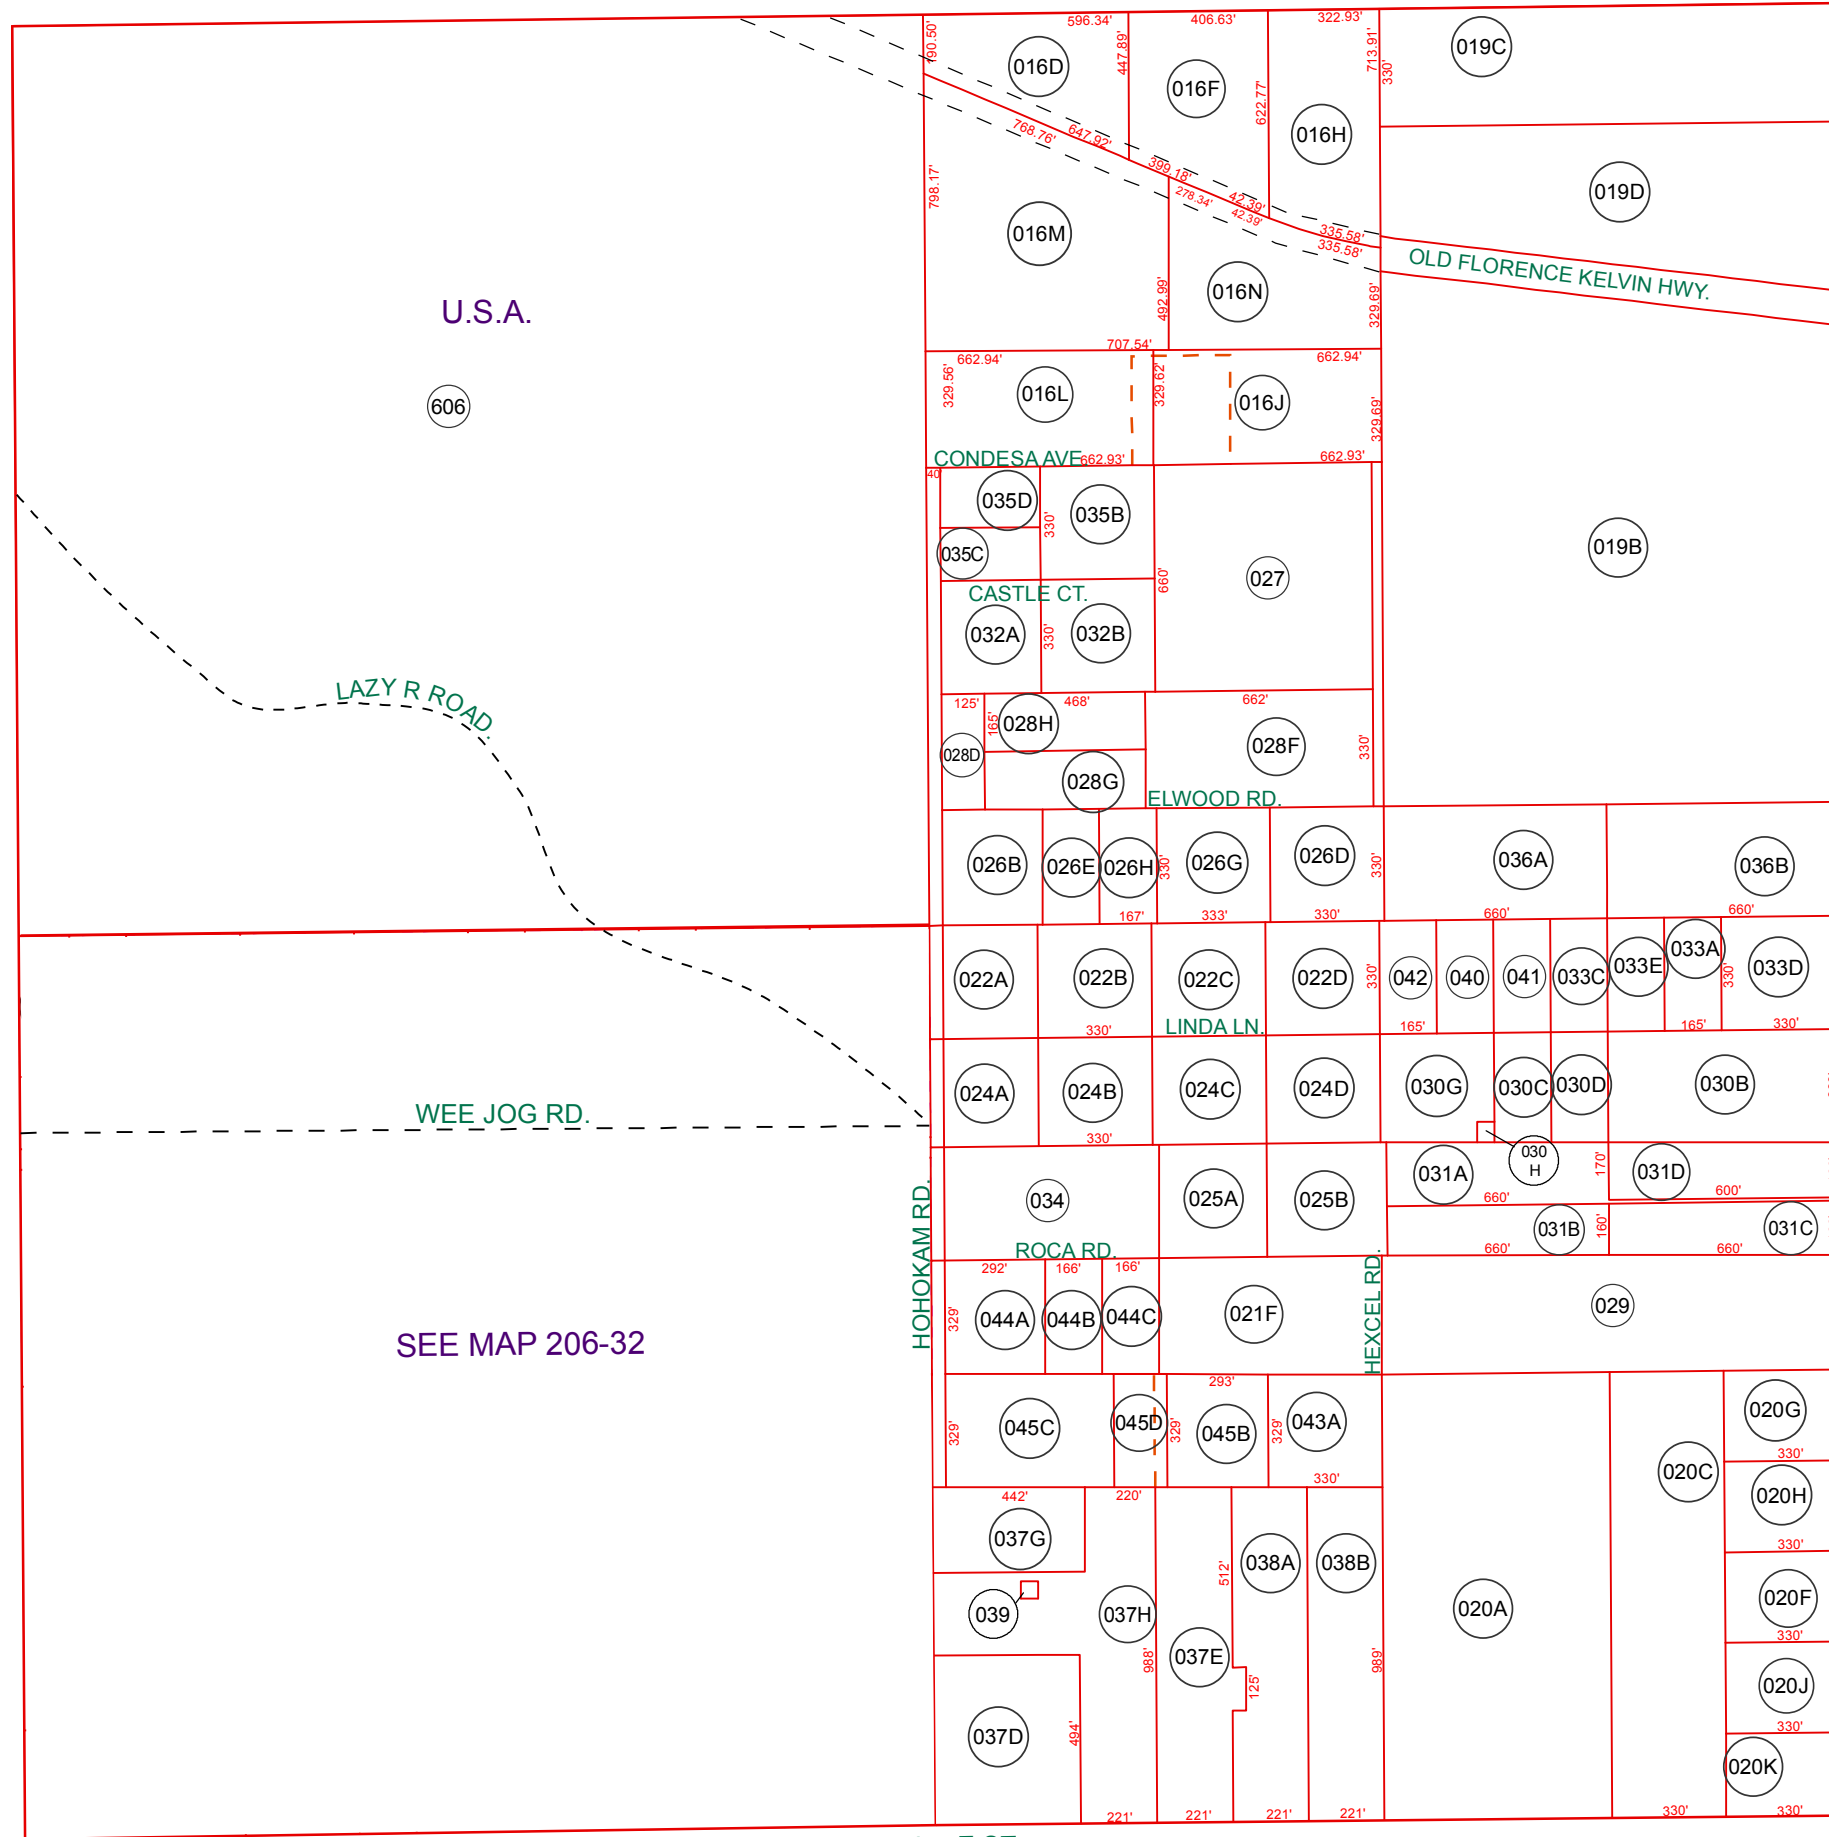 596.34'
406.63'
322.93'
190.50'
447.89'
713.91'
330'
019C
016D
016F
622.77'
016H
768.76'
647.92'
399.18'
278.34'
42.39'
42.39'
335.58'
335.58'
798.17'
019D
016M
016N
492.99'
329.69'
OLD FLORENCE KELVIN HWY.
U.S.A.
606
707.54'
662.94'
662.94'
329.56'
329.62'
016L
016J
329.69'
CONDESA AVE
662.93'
662.93'
40'
035D
035B
330'
035C
019B
027
660'
CASTLE CT.
032A
330'
032B
LAZY R ROAD.
125'
468'
662'
165'
028H
028D
028F
330'
028G
ELWOOD RD.
026B
026E
026H
330'
026G
026D
330'
036A
036B
167'
333'
330'
660'
660'
022A
022B
022C
022D
330'
042
040
041
033C
033E
033A
330'
033D
330'
LINDA LN.
165'
165'
330'
024A
024B
024C
024D
030G
030C
030D
030B
WEE JOG RD.
330'
030
H
031A
170'
031D
660'
600'
034
025A
025B
HOHOKAM RD.
031B
160'
031C
ROCA RD.
660'
660'
292'
166'
166'
329'
044A
044B
044C
021F
HEXCEL RD.
029
SEE MAP 206-32
293'
329'
045C
045D
329'
045B
329'
043A
330'
020G
330'
020C
020H
330'
442'
220'
037G
512'
038A
038B
039
037H
020A
020F
330'
988'
037E
125'
989'
020J
330'
037D
494'
020K
221'
221'
221'
221'
330'
330'